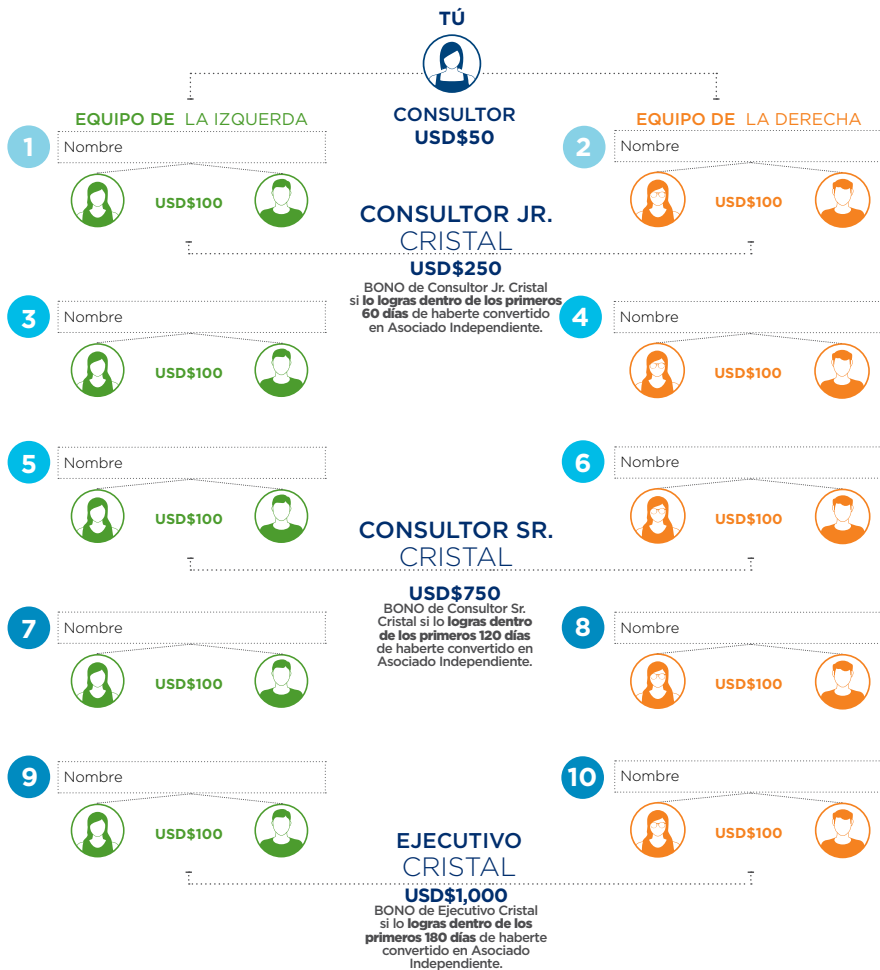 TÚ
CONSULTOR
USD$50
EQUIPO DE LA IZQUERDA
EQUIPO DE LA DERECHA
1
Nombre
2
Nombre
USD$100
USD$100
CONSULTOR JR.
CRISTAL
USD$250
BONO de Consultor Jr. Cristal
si lo logras dentro de los primeros
60 días de haberte convertido
en Asociado Independiente.
3
Nombre
4
Nombre
USD$100
USD$100
5
Nombre
6
Nombre
USD$100
USD$100
CONSULTOR SR.
CRISTAL
USD$750
BONO de Consultor Sr.
Cristal si lo logras dentro
de los primeros 120 días
de haberte convertido en
Asociado Independiente.
7
Nombre
8
Nombre
USD$100
USD$100
9
Nombre
10
Nombre
USD$100
USD$100
EJECUTIVO
CRISTAL
USD$1,000
BONO de Ejecutivo Cristal
si lo logras dentro de los
primeros 180 días de haberte
convertido en Asociado
Independiente.